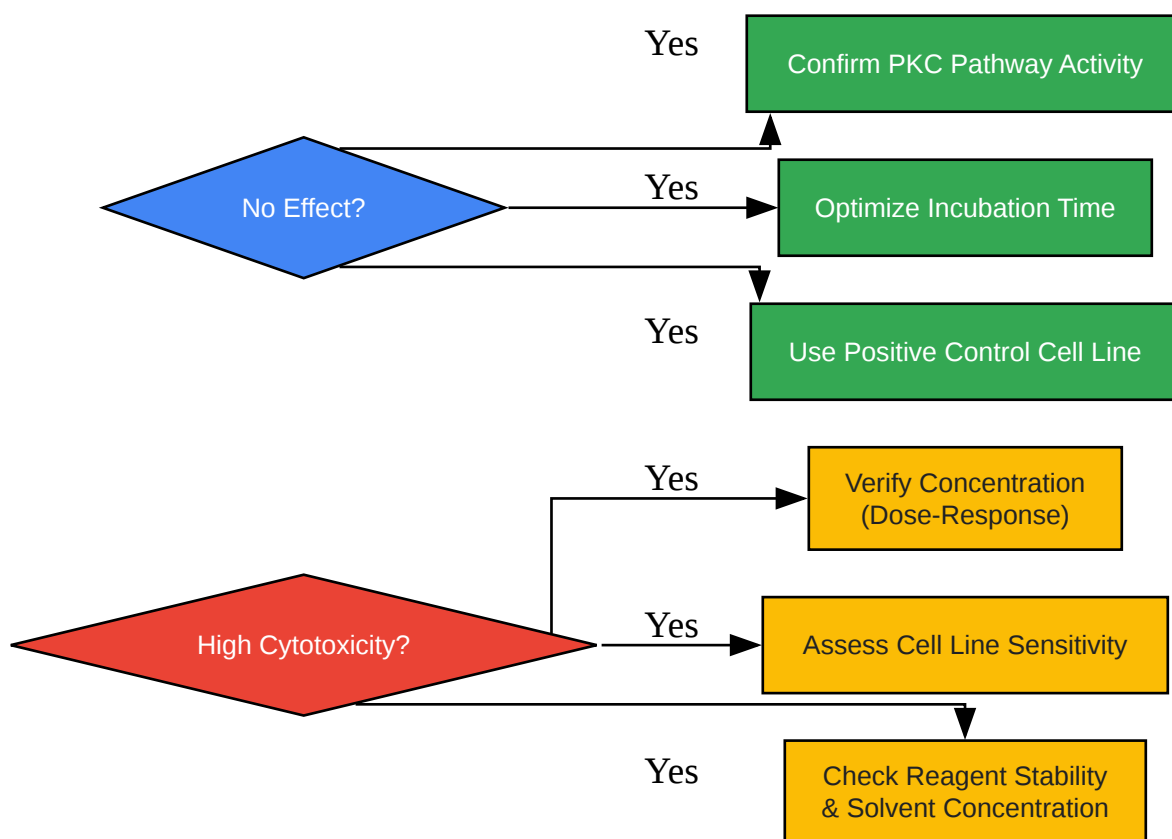 Yes
Confirm PKC Pathway Activity
No Effect?
Yes
Optimize Incubation Time
Yes
Use Positive Control Cell Line
Yes
Verify Concentration
(Dose-Response)
High Cytotoxicity?
Yes
Assess Cell Line Sensitivity
Yes
Check Reagent Stability
& Solvent Concentration